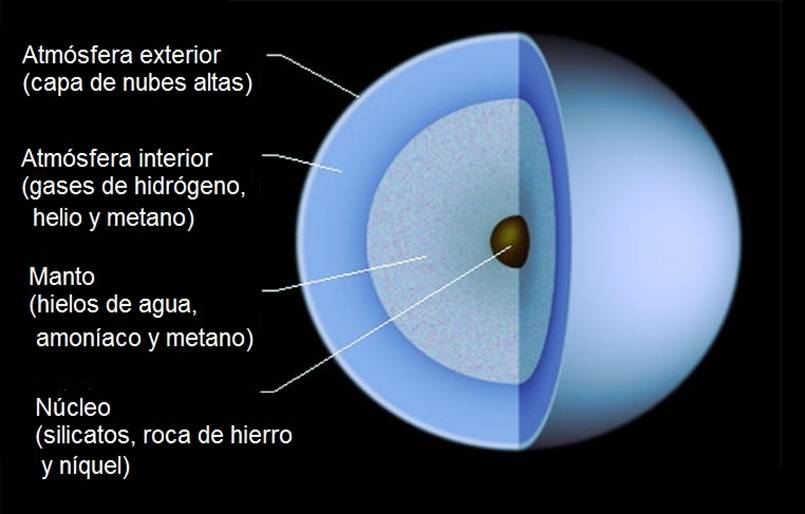 Atmósfera exterior
(capa de nubes altas)
Atmósfera interior
(gases de hidrógeno,
helio y metano)
Manto
(hielos de agua,
amoníaco y metano)
Núcleo
(silicatos, roca de hierro
y níquel)